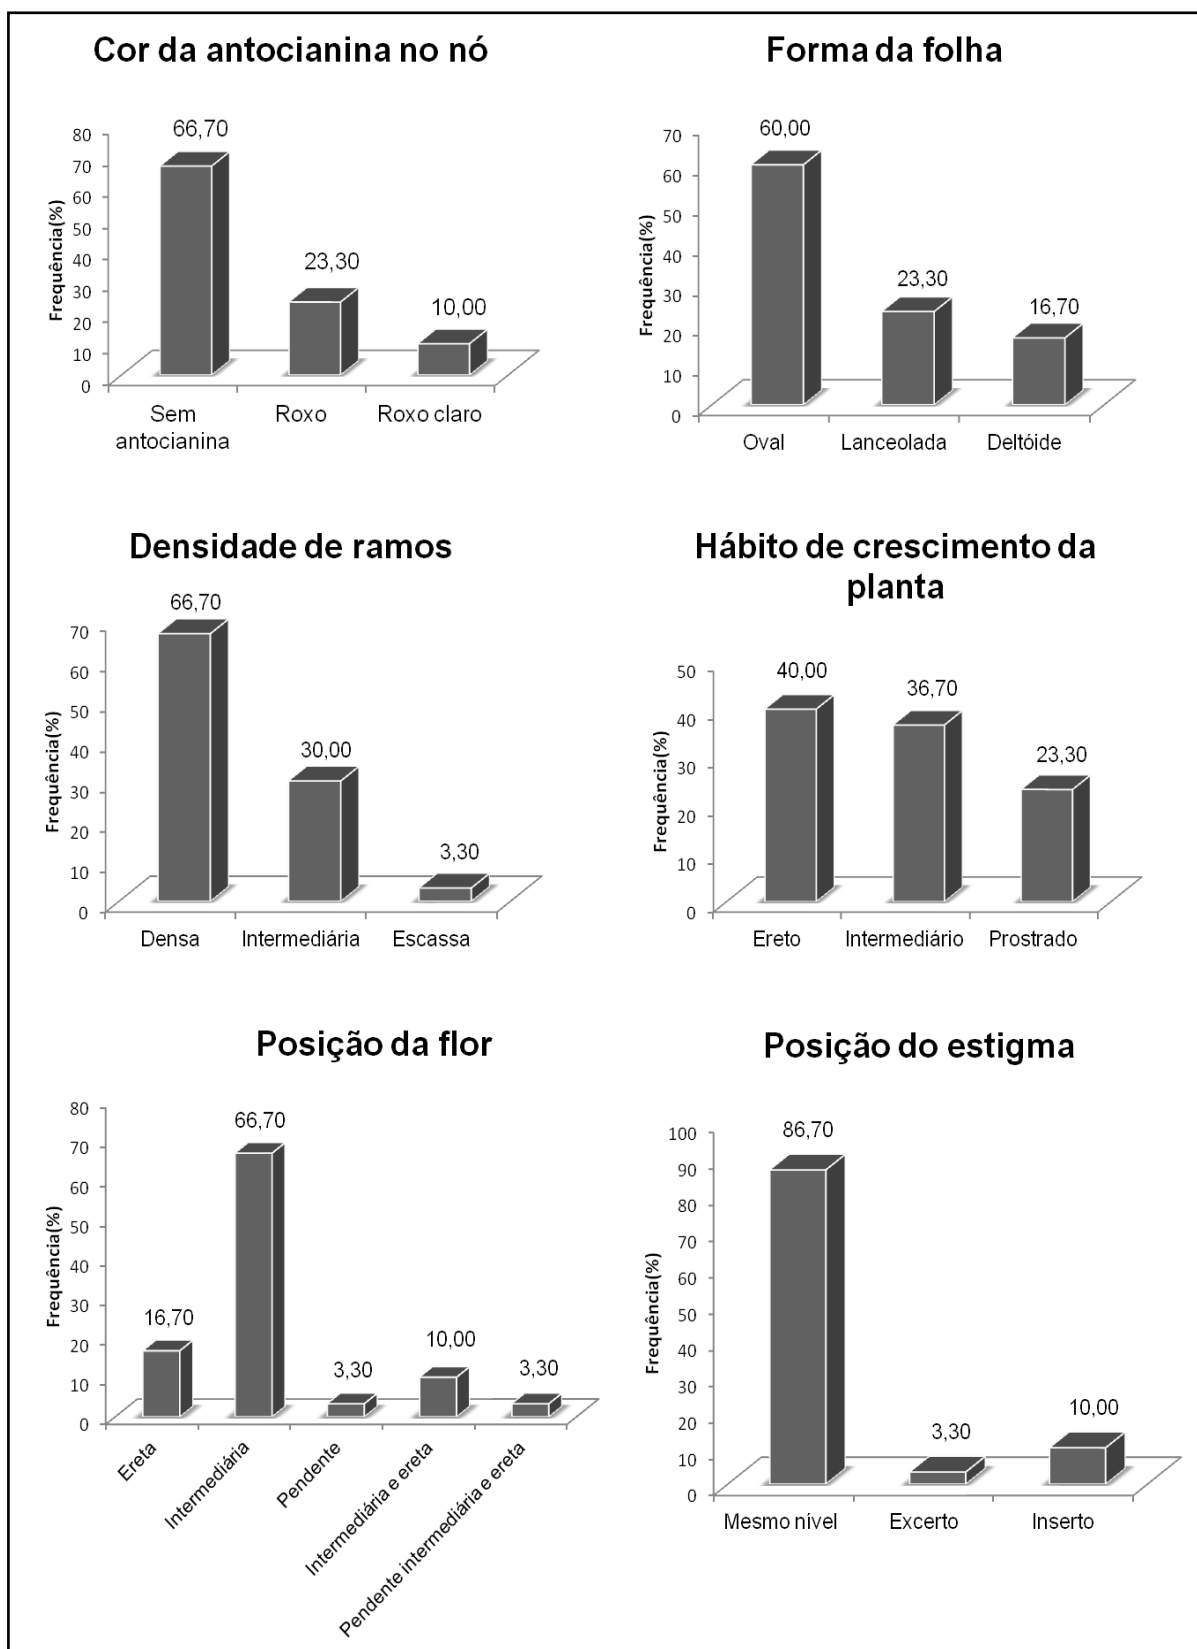 Cor da antocianina no nó
66,70
23,30
10,00
80
70
60
50
40
30
20
10
0
Frequência(%)
Sem
antocianina
Roxo
Roxo claro
Forma da folha
60,00
23,30
16,70
70
60
50
40
30
20
10
0
Frequência(%)
Oval
Lanceolada
Deltóide
Densidade de ramos
66,70
30,00
3,30
70
60
50
40
30
20
10
0
Frequência(%)
Densa
Intermediária
Escassa
Hábito de crescimento da
planta
40,00
36,70
23,30
50
40
30
20
10
0
Frequência(%)
Ereto
Intermediário
Prostrado
Posição da flor
16,70
66,70
3,30
10,00
3,30
80
70
60
50
40
30
20
10
0
Frequência(%)
Ereta
Intermediária
Pendente
Intermediária e ereta
Pendente intermediária e ereta
Posição do estigma
86,70
3,30
10,00
100
90
80
70
60
50
40
30
20
10
0
Frequência(%)
Mesmo nível
Excerto
Inserto